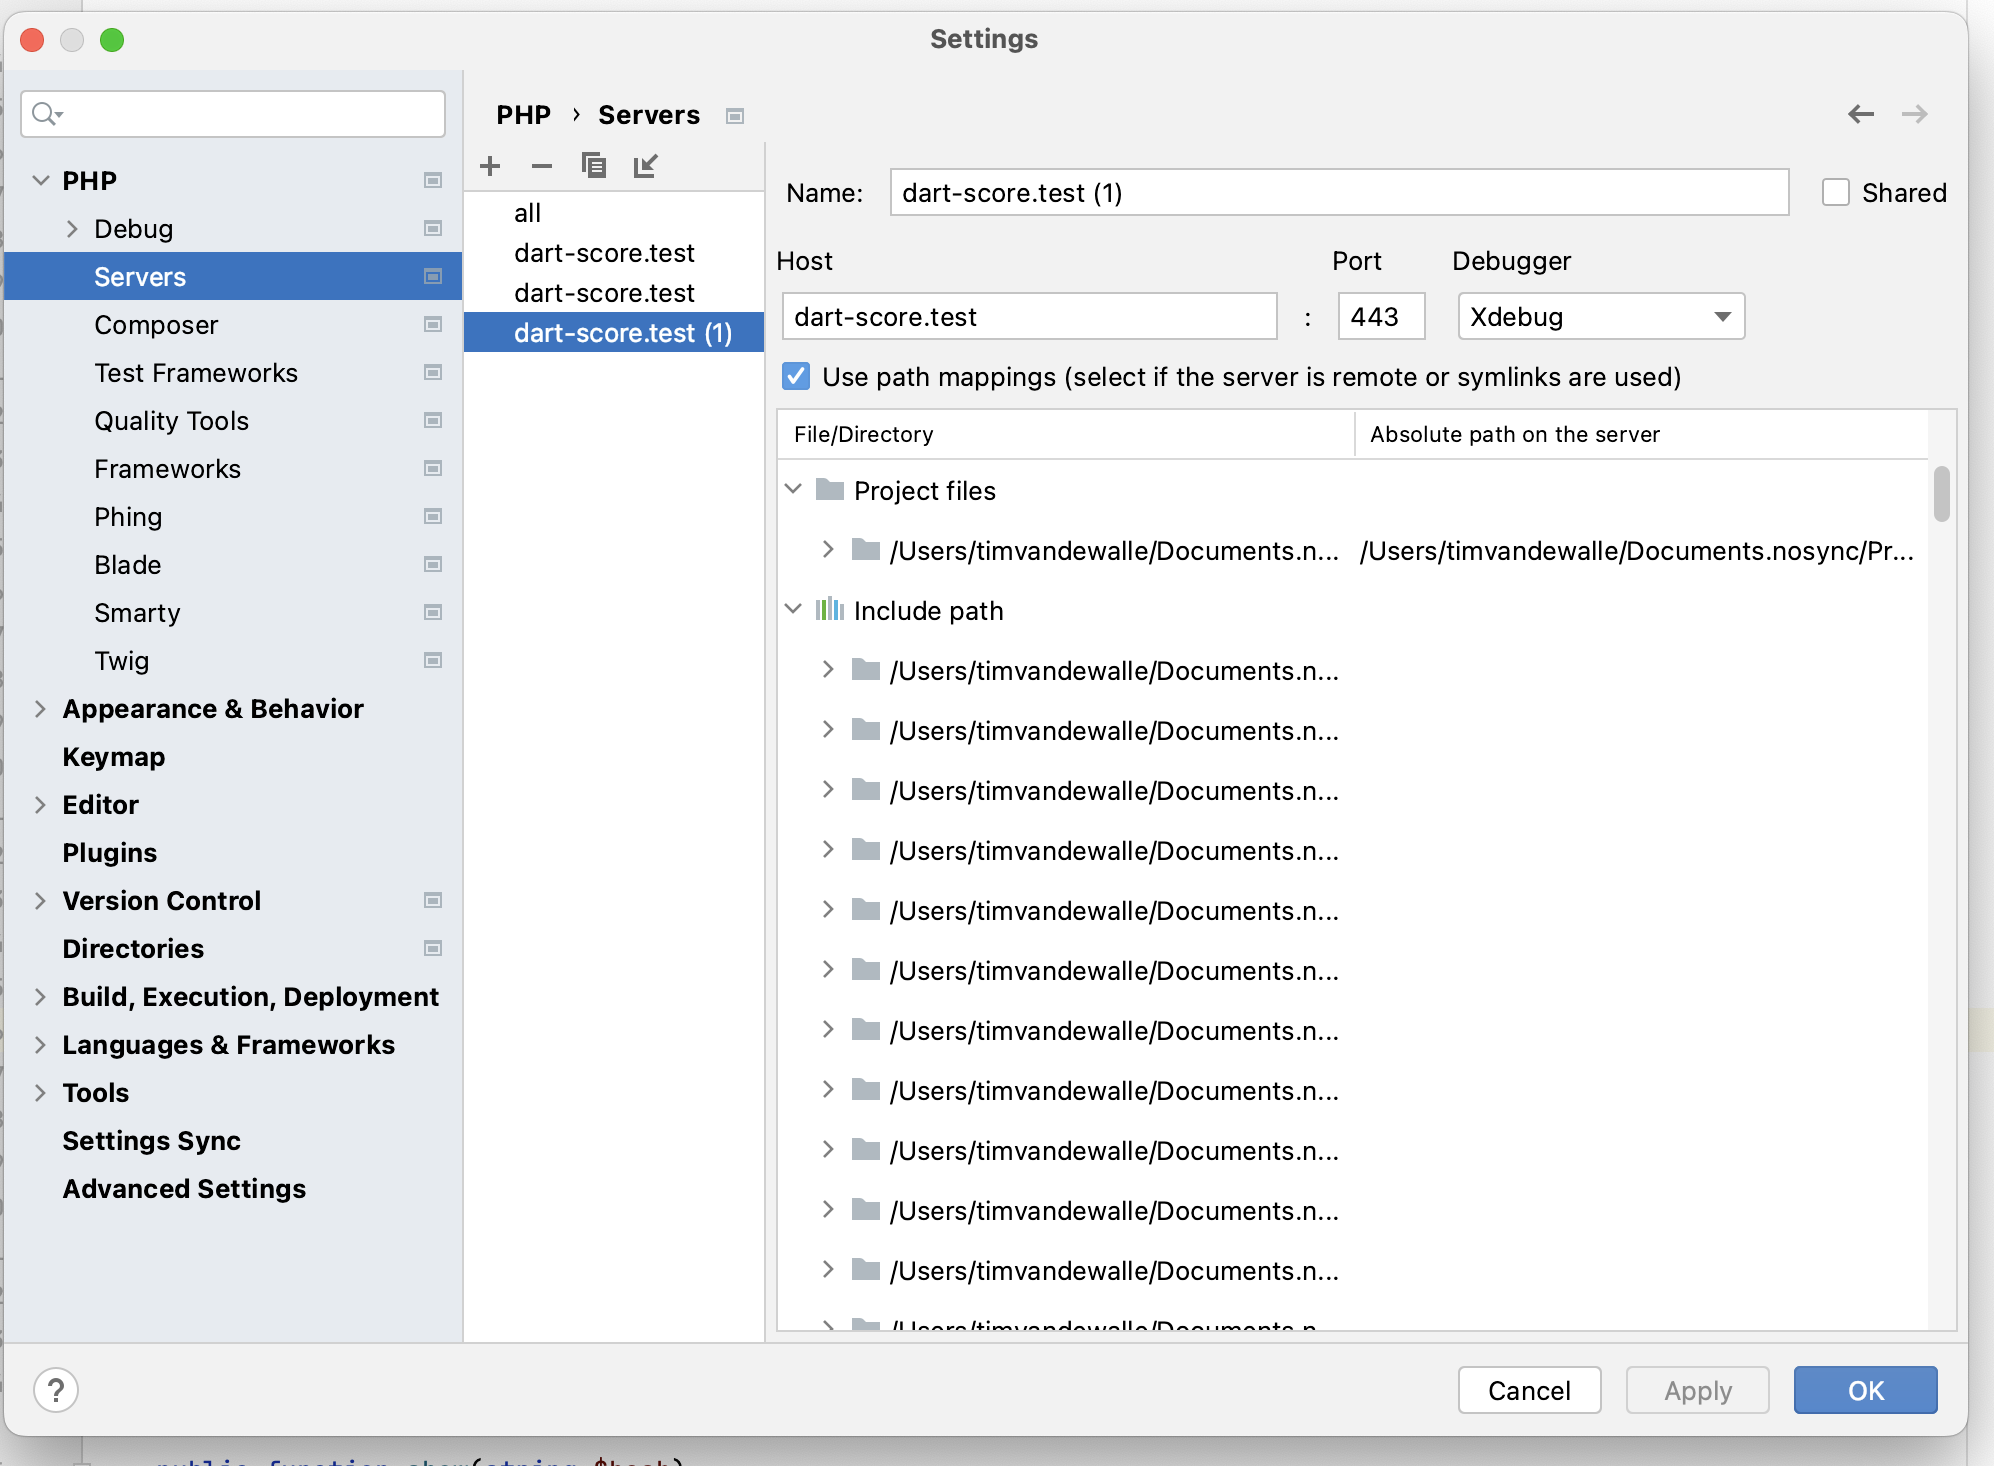 Settings
PHP › Servers
PHP
Debug
Servers
Composer
Test Frameworks
Quality Tools
Frameworks
Phing
Blade
Smarty
Twig
Appearance & Behavior
Keymap
Editor
Plugins
Version Control
Directories
Build, Execution, Deployment
Languages & Frameworks
Tools
Settings Sync
Advanced Settings
all
dart-score.test
dart-score.test
dart-score.test (1)
Name: dart-score.test (1) Shared
Host Port Debugger
dart-score.test : 443 Xdebug
Use path mappings (select if the server is remote or symlinks are used)
File/Directory Absolute path on the server
Project files
/Users/timvandewalle/Documents.n... /Users/timvandewalle/Documents.nosync/Pr...
Include path
/Users/timvandewalle/Documents.n...
/Users/timvandewalle/Documents.n...
/Users/timvandewalle/Documents.n...
/Users/timvandewalle/Documents.n...
/Users/timvandewalle/Documents.n...
/Users/timvandewalle/Documents.n...
/Users/timvandewalle/Documents.n...
/Users/timvandewalle/Documents.n...
/Users/timvandewalle/Documents.n...
/Users/timvandewalle/Documents.n...
/Users/timvandewalle/Documents.n...
/Users/timvandewalle/Documents.n...
? Cancel Apply OK
public function show(string $hash)